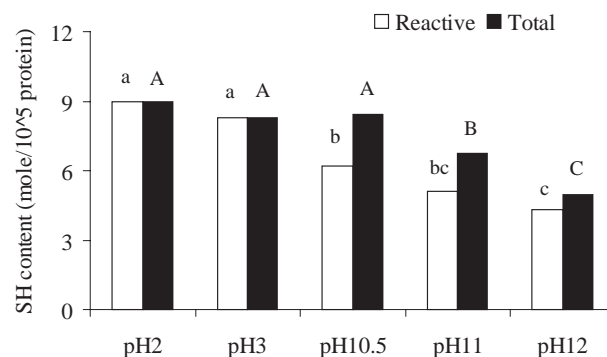 12
Reactive Total
a A
a A
A
9
b
B
bc
C
c
6
3
0
SH content (mole/10^5 protein)
pH2 pH3 pH10.5 pH11 pH12